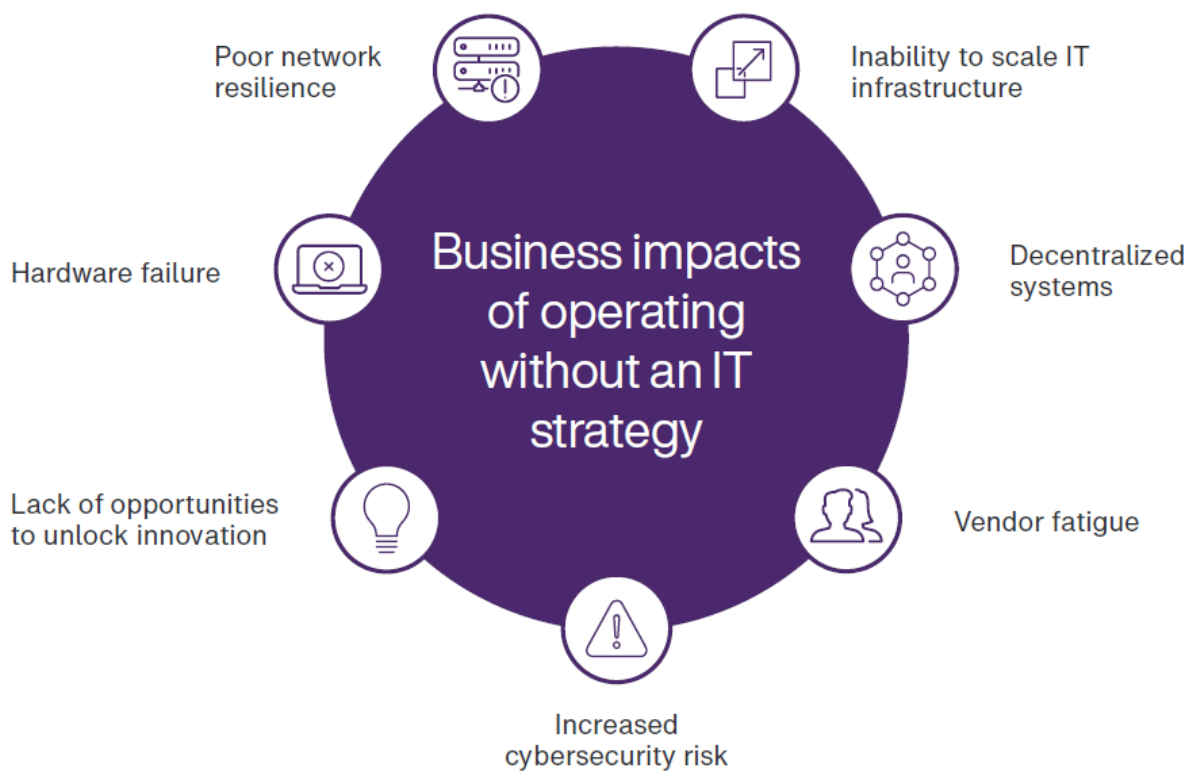 Poor network
resilience
Inability to scale IT
infrastructure
Hardware failure
Business impacts
of operating
without an IT
strategy
Decentralized
systems
Lack of opportunities
to unlock innovation
Vendor fatigue
Increased
cybersecurity risk